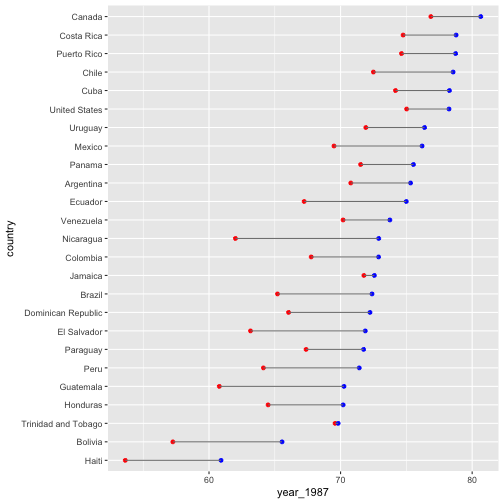 Canada
Costa Rica
Puerto Rico
Chile
Cuba
United States
Uruguay
Mexico
Panama
Argentina
Ecuador
Venezuela
Nicaragua
Colombia
Jamaica
Brazil
Dominican Republic
El Salvador
Paraguay
Peru
Guatemala
Honduras
Trinidad and Tobago
Bolivia
Haiti
country
60 70 80
year_1987